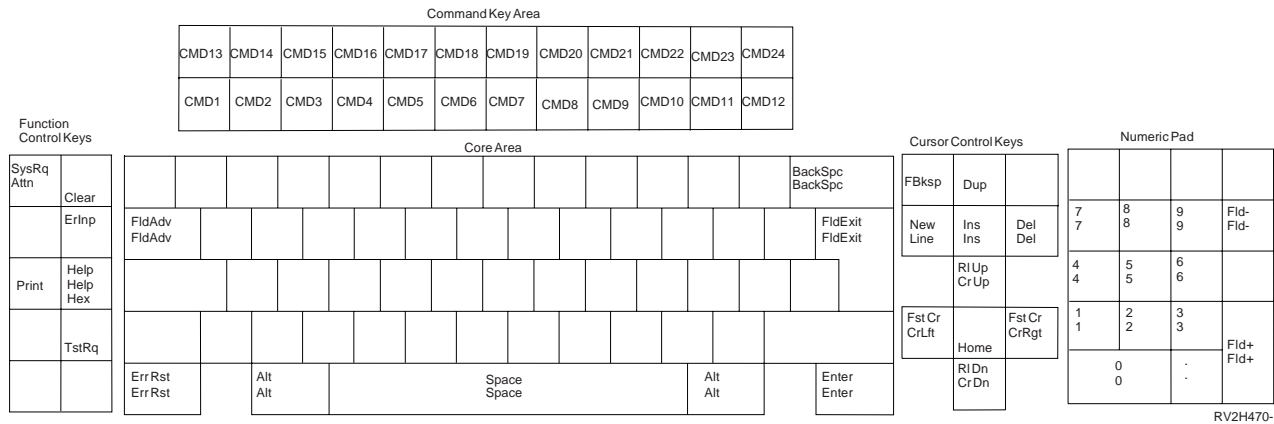 Command Key Area
CMD13 CMD14 CMD15 CMD16 CMD17 CMD18 CMD19 CMD20 CMD21 CMD22 CMD23 CMD24
CMD1 CMD2 CMD3 CMD4 CMD5 CMD6 CMD7 CMD8 CMD9 CMD10 CMD11 CMD12
Function
Control Keys
SysRq
Attn
Clear
ErInp
Print
Help
Help
Hex
TstRq
Core Area
BackSpc
BackSpc
FldAdv
FldAdv
FldExit
FldExit
ErrRst
ErrRst
Alt
Alt
Space
Space
Alt
Alt
Enter
Enter
Cursor Control Keys
FBksp
Dup
New
Line
Ins
Ins
Del
Del
Rl Up
Cr Up
Fst Cr
CrLft
Home
Fst Cr
CrRgt
Rl Dn
Cr Dn
Numeric Pad
7
7
8
8
9
9
Fld-
Fld-
4
4
5
5
6
6
1
1
2
2
3
3
Fld+
Fld+
0
0
.
.
RV2H470-